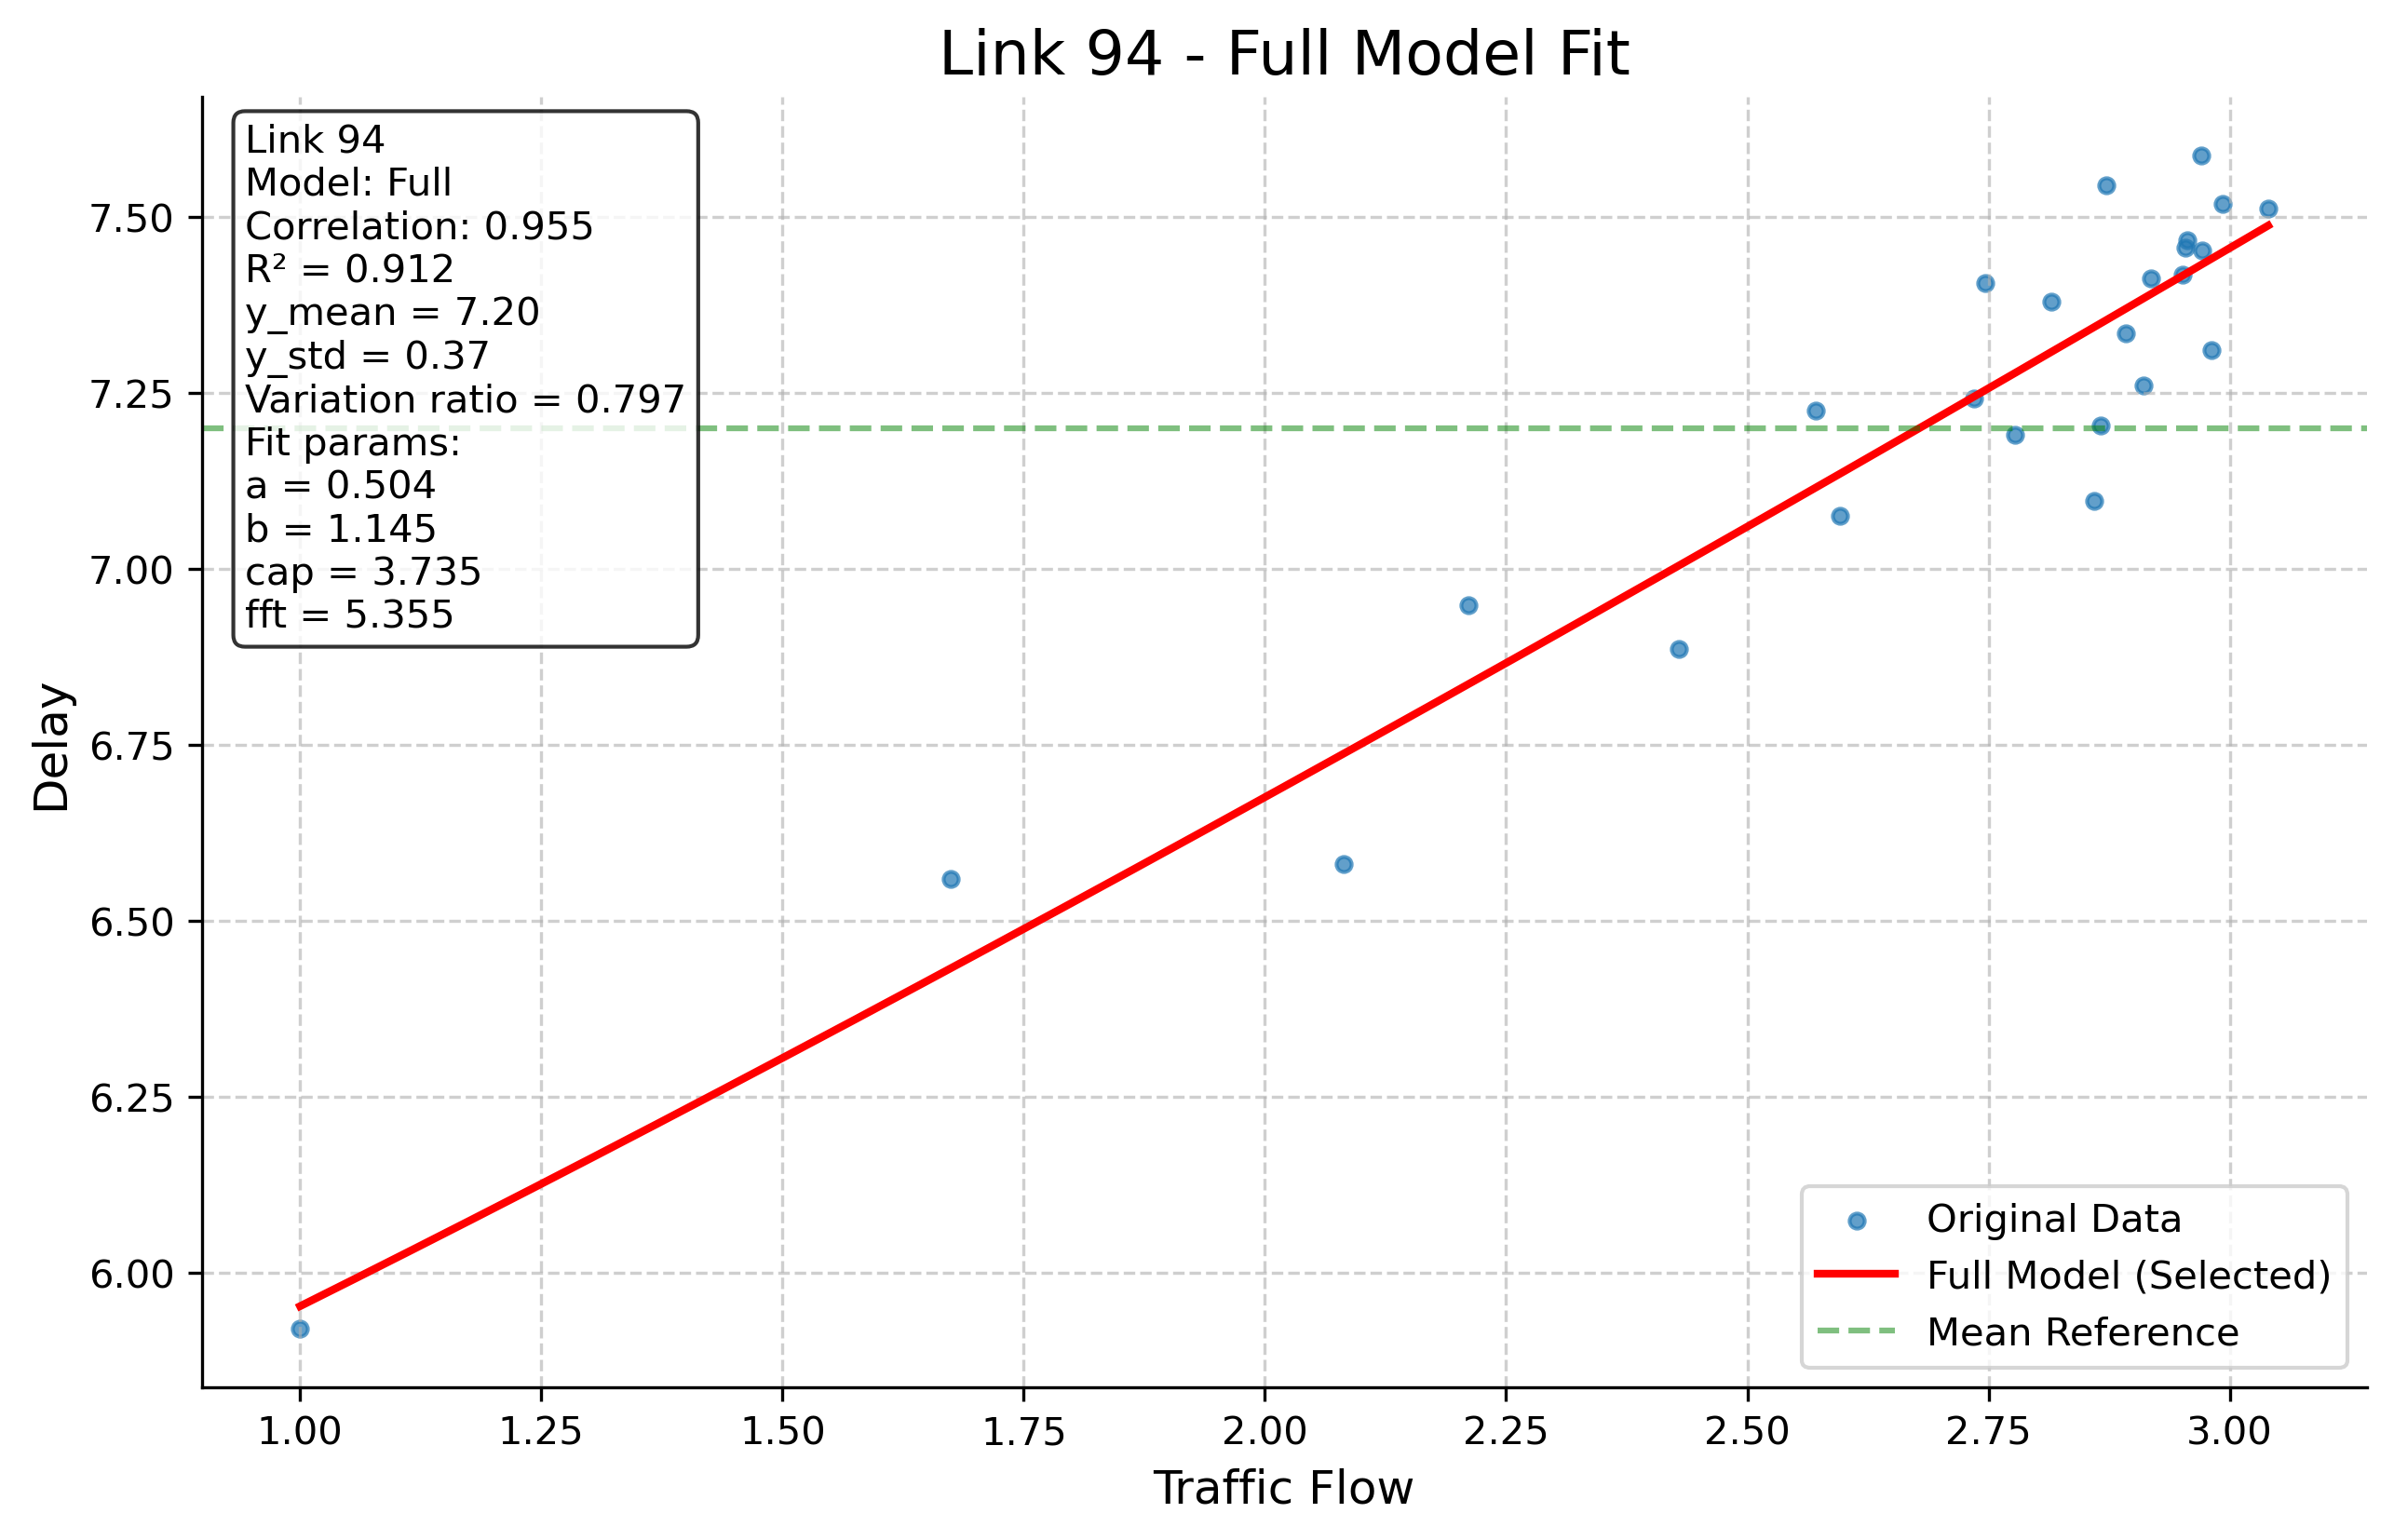 Link 94 - Full Model Fit
Link 94
Model: Full
Correlation: 0.955
R² = 0.912
y_mean = 7.20
y_std = 0.37
Variation ratio = 0.797
Fit params:
a = 0.504
b = 1.145
cap = 3.735
fft = 5.355
Delay
7.50
7.25
7.00
6.75
6.50
6.25
6.00
Original Data
Full Model (Selected)
Mean Reference
1.00 1.25 1.50 1.75 2.00 2.25 2.50 2.75 3.00
Traffic Flow